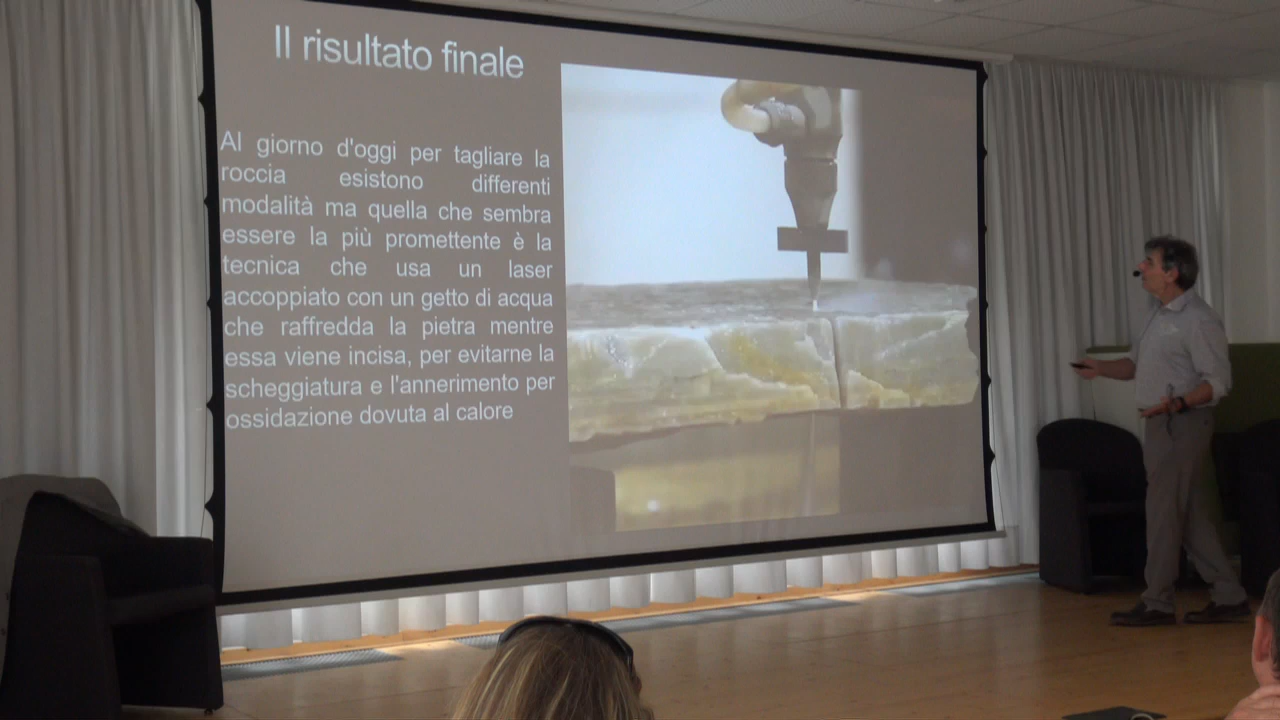 Il risultato finale
Al giorno d'oggi per tagliare la
roccia esistono differenti
modalità ma quella che sembra
essere la più promettente è la
tecnica che usa un laser
accoppiato con un getto di acqua
che raffredda la pietra mentre
essa viene incisa, per evitarne la
scheggiatura e l'annerimento per
ossidazione dovuta al calore